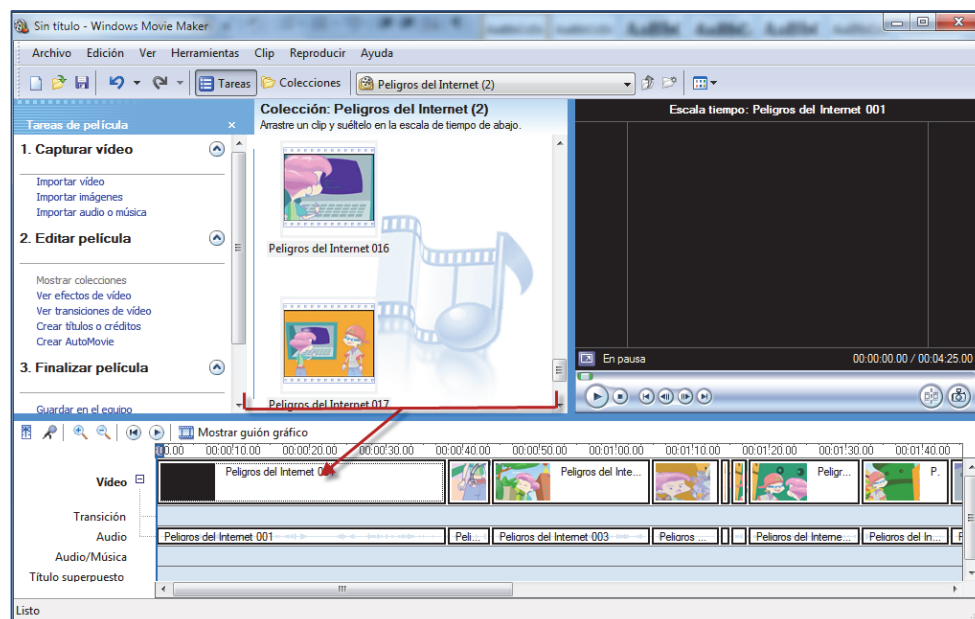 Sin título - Windows Movie Maker
Archivo Edición Ver Herramientas Clip Reproducir Ayuda
Tareas Colecciones Peligros del Internet (2)
Tareas de película
1. Capturar vídeo
Importar vídeo
Importar imágenes
Importar audio o música
2. Editar película
Mostrar colecciones
Ver efectos de vídeo
Ver transiciones de vídeo
Crear títulos o créditos
Crear AutoMovie
3. Finalizar película
Guardar en el equipo
Colección: Peligros del Internet (2)
Arrastre un clip y suéltelo en la escala de tiempo de abajo.
Peligros del Internet 016
Peligros del Internet 017
Escala tiempo: Peligros del Internet 001
En pausa
00:00:00.00 / 00:04:25.00
Mostrar guión gráfico
0.00 00:00'10.00 00:00'20.00 00:00'30.00 00:00'40.00 00:00'50.00 00:01'00.00 00:01'10.00 00:01'20.00 00:01'30.00 00:01'40.00
Vídeo Peligros del Internet Peligros del Inte... Peligr... P.
Transición
Audio Peligros del Internet 001 Peli... Peligros del Internet 003 Peligros ... Peligros del Interne... Peligros del In...
Audio/Música
Título superpuesto
Listo